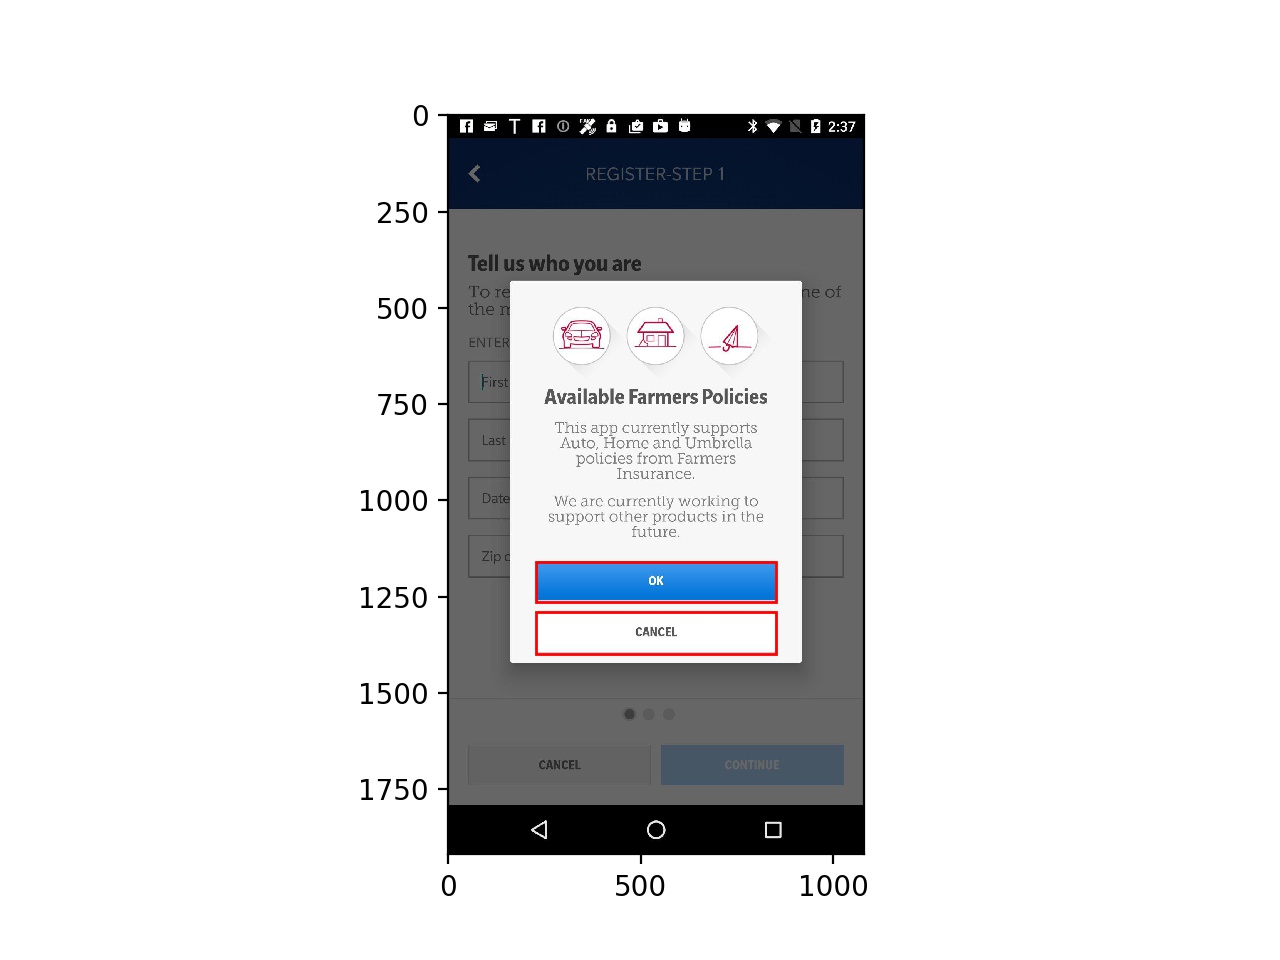 0
250
500
750
1000
1250
1500
1750
2:37
REGISTER-STEP 1
Tell us who you are
To re
ne of
the m
ENTER
First
Last
Date
Zip c
Available Farmers Policies
This app currently supports
Auto, Home and Umbrella
policies from Farmers
Insurance.
We are currently working to
support other products in the
future.
OK
CANCEL
CANCEL
CONTINUE
0
500
1000